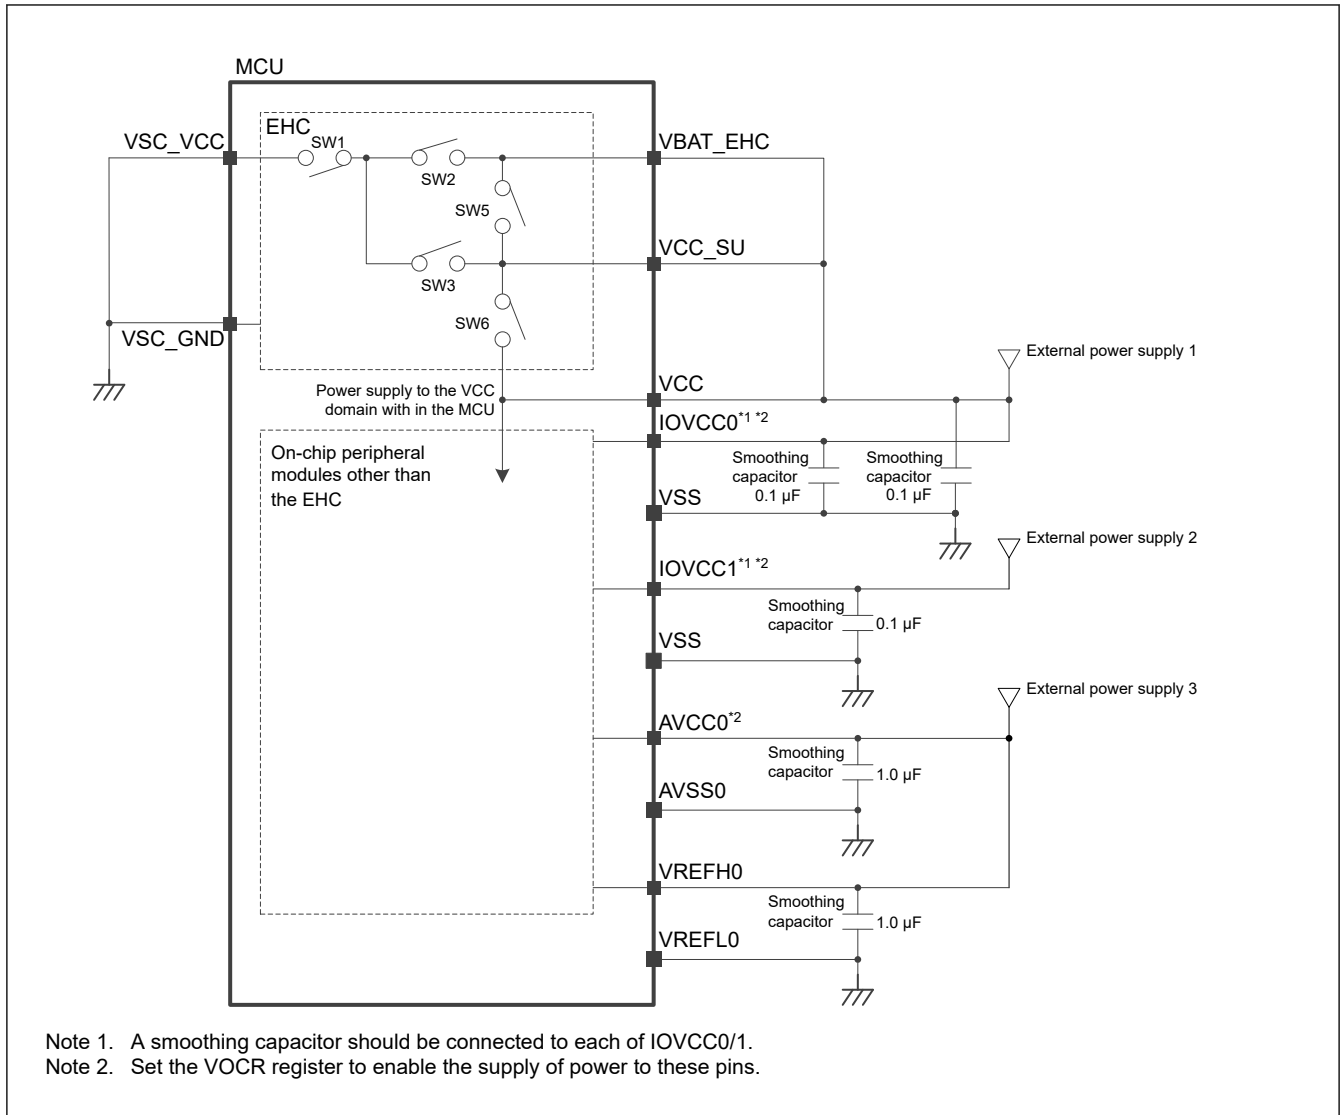 MCU
EHC
VSC_VCC
SW1
SW2
VBAT_EHC
SW5
VCC_SU
SW3
SW6
VSC_GND
External power supply 1
Power supply to the VCC
domain with in the MCU
VCC
IOVCC0*1 *2
On-chip peripheral
modules other than
the EHC
Smoothing
capacitor
0.1 µF
Smoothing
capacitor
0.1 µF
VSS
External power supply 2
IOVCC1*1 *2
Smoothing
capacitor
0.1 µF
VSS
External power supply 3
AVCC0*2
Smoothing
capacitor
1.0 µF
AVSS0
VREFH0
Smoothing
capacitor
1.0 µF
VREFL0
Note 1. A smoothing capacitor should be connected to each of IOVCC0/1.
Note 2. Set the VOCR register to enable the supply of power to these pins.